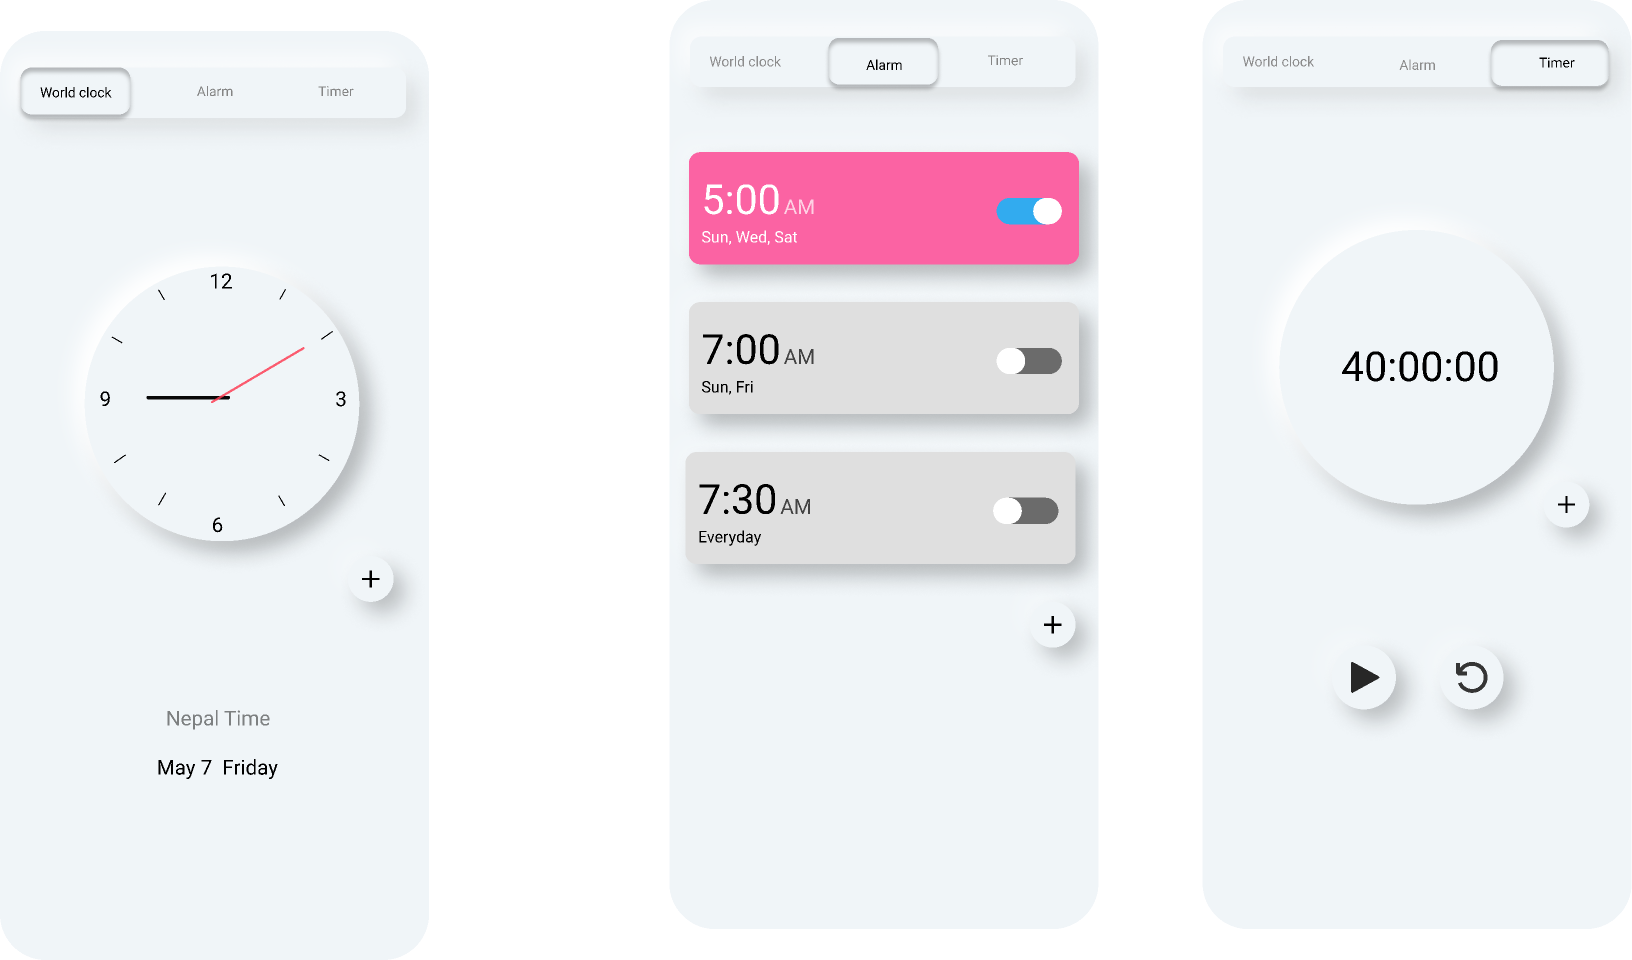 World clock Alarm Timer
12
9 3
6
+
Nepal Time
May 7 Friday
World clock Alarm Timer
5:00 AM
Sun, Wed, Sat
7:00 AM
Sun, Fri
7:30 AM
Everyday
+
World clock Alarm Timer
40:00:00
+